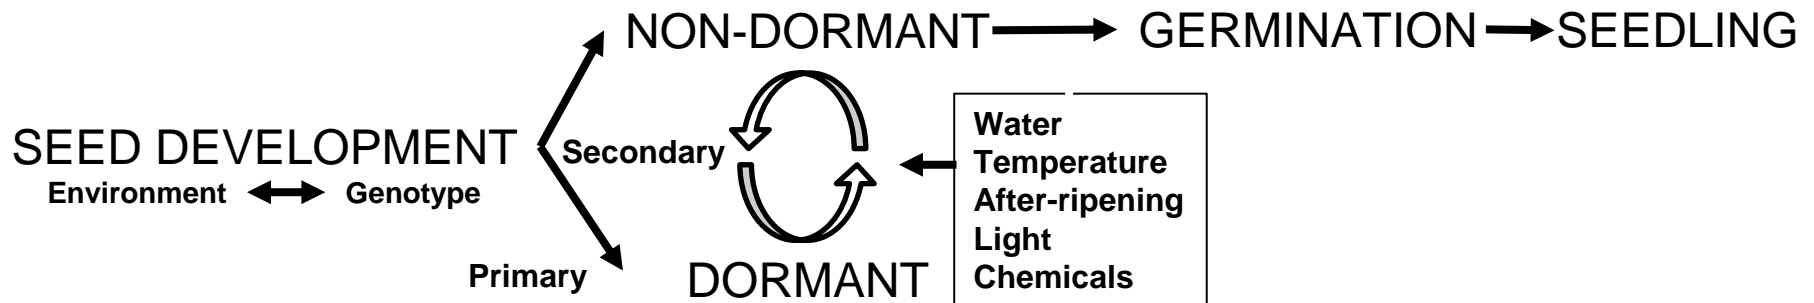 NON-DORMANT GERMINATION SEEDLING
SEED DEVELOPMENT
Environment Genotype
Secondary
Primary
DORMANT
Water
Temperature
After-ripening
Light
Chemicals